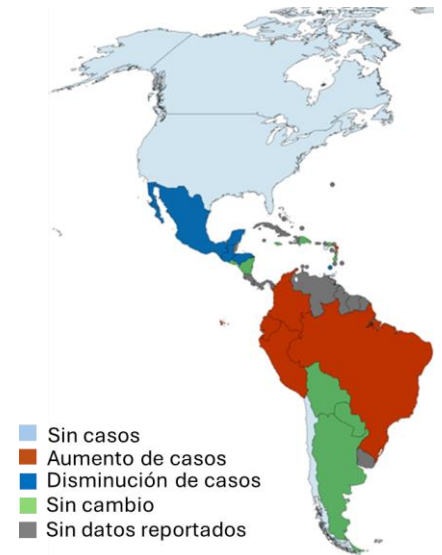 Sin casos
Aumento de casos
Disminución de casos
Sin cambio
Sin datos reportados